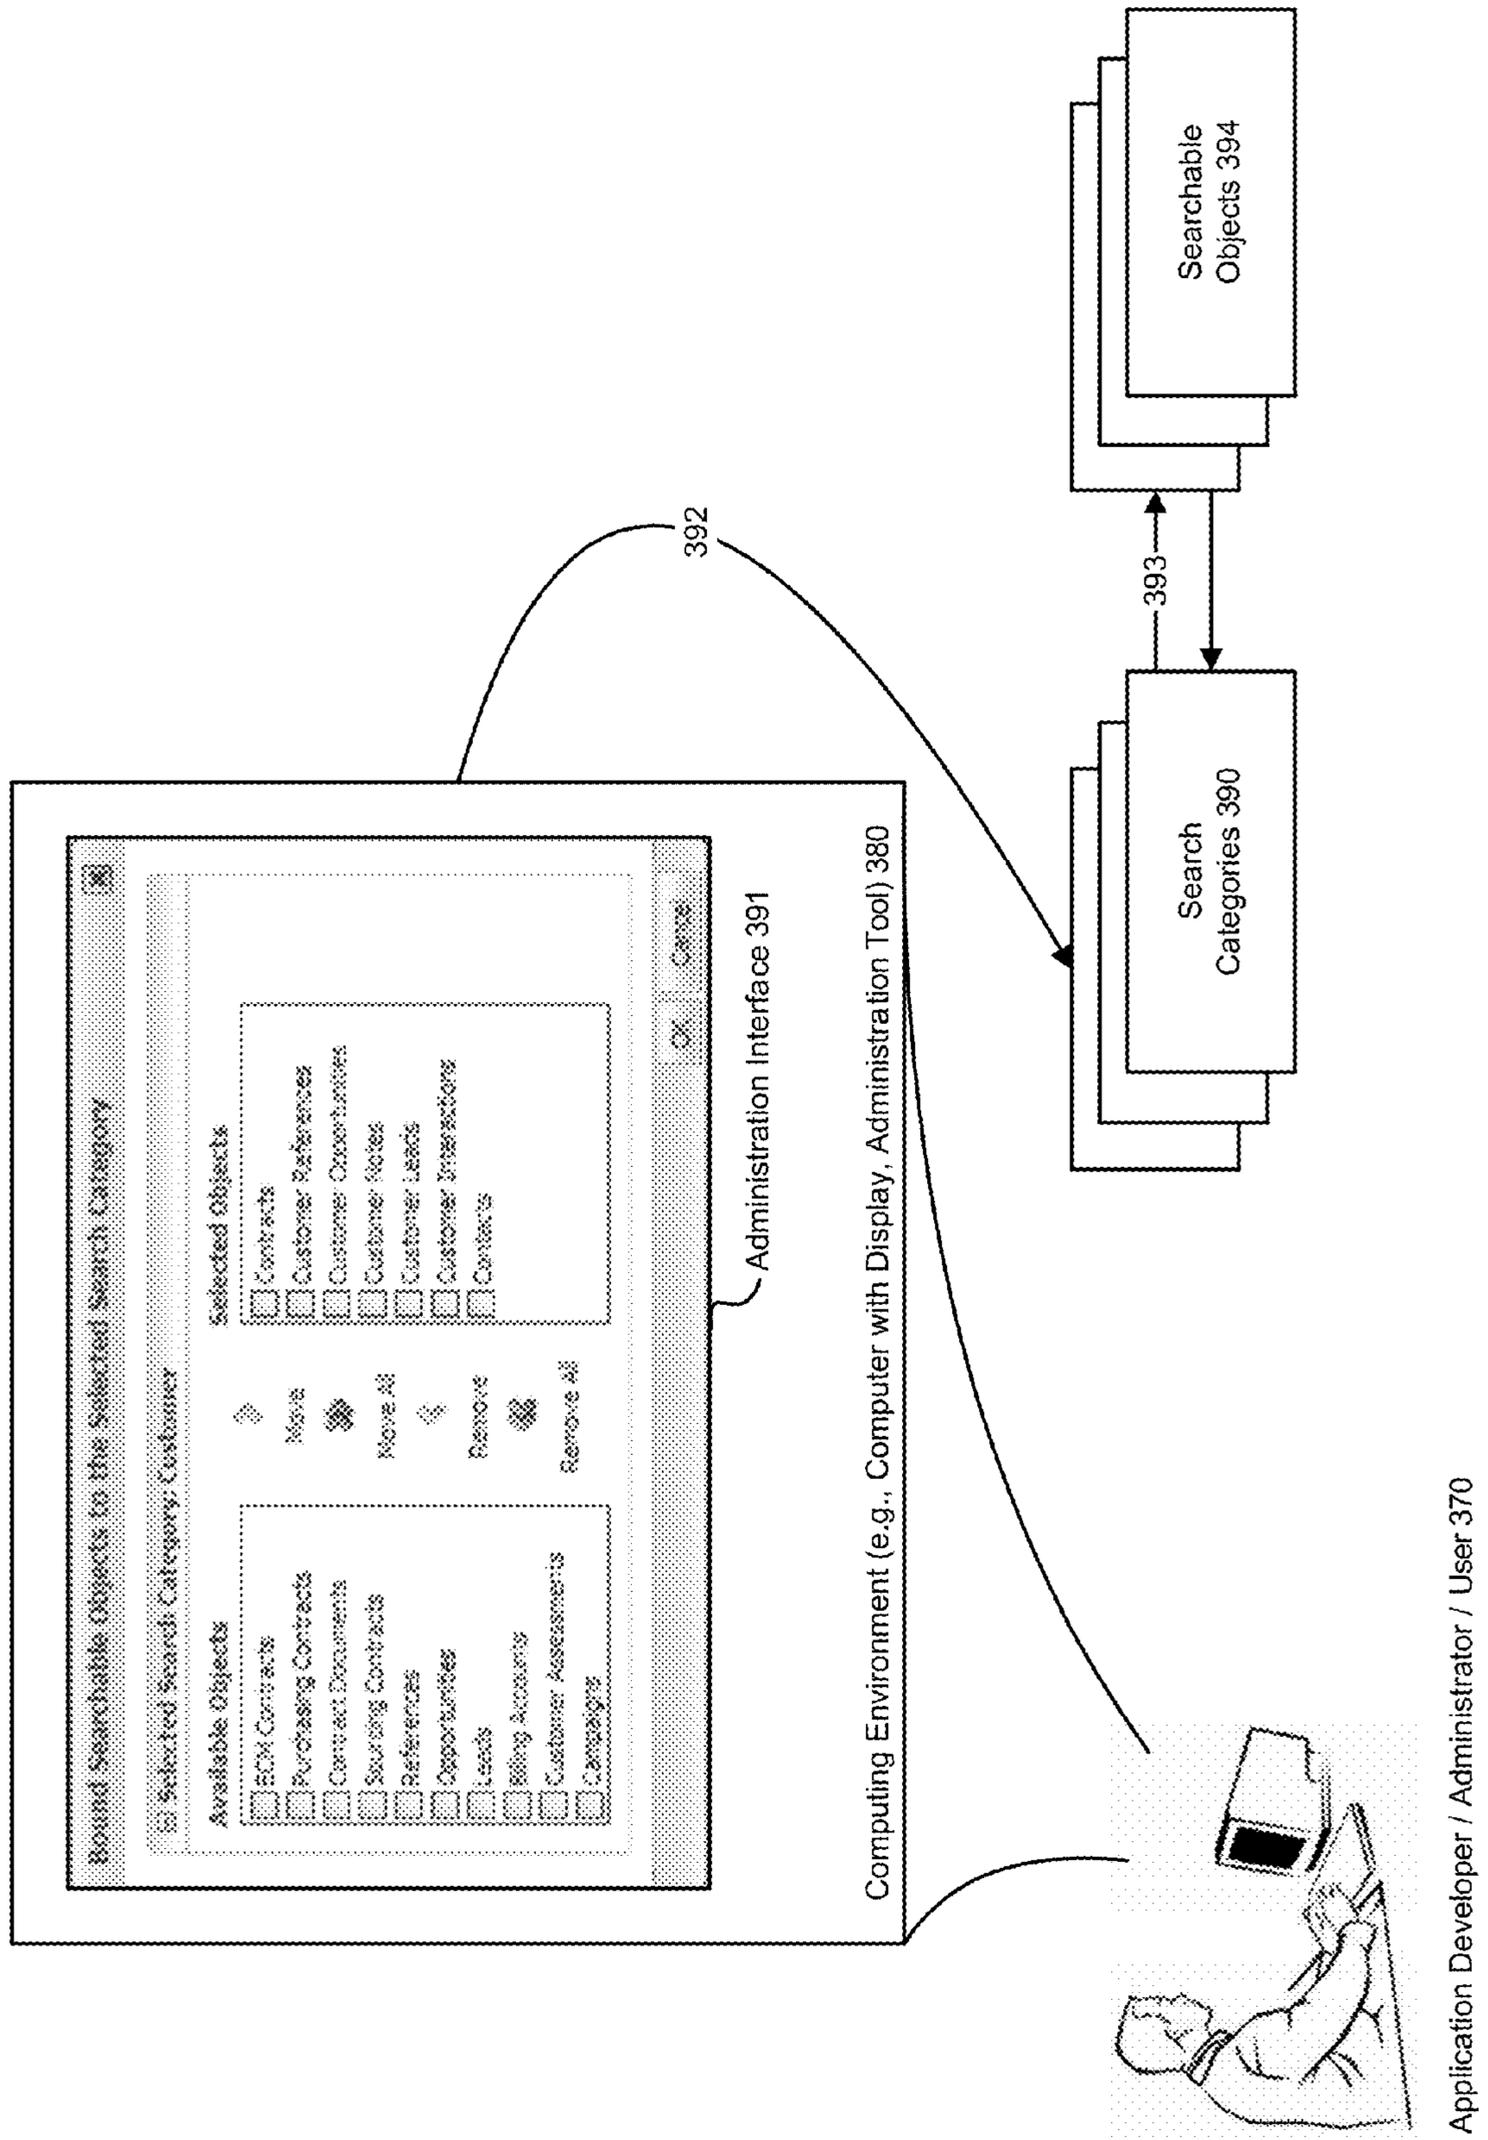 Bound Searchable Objects to the Selected Search Category
Selected Search Category: Customer
Available Objects
ECM Contracts
Purchasing Contracts
Contract Documents
Sourcing Contracts
References
Opportunities
Leads
Billing Accounts
Customer Assessments
Campaigns
Move
Move All
Remove
Remove All
Selected Objects
Contracts
Customer References
Customer Opportunities
Customer Notes
Customer Leads
Customer Interactions
Contacts
OK
Cancel
Administration Interface 391
Computing Environment (e.g., Computer with Display, Administration Tool) 380
392
Search
Categories 390
393
Searchable
Objects 394
Application Developer / Administrator / User 370